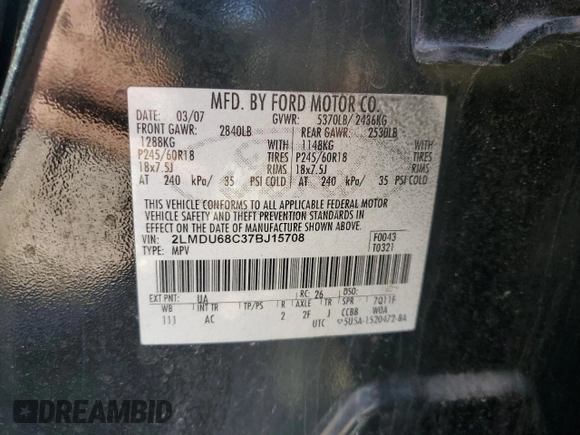 MFD. BY FORD MOTOR CO.
DATE: 03/07 GVWR: 5370LB/ 2436KG
FRONT GAWR: 2840LB REAR GAWR: 2530LB
1288KG WITH 1148KG WITH
P245/60R18 TIRES P245/60R18 TIRES
18x7.5J RIMS 18x7.5J RIMS
AT 240 kPa/ 35 PSI COLD AT 240 kPa/ 35 PSI COLD
THIS VEHICLE CONFORMS TO ALL APPLICABLE FEDERAL MOTOR
VEHICLE SAFETY AND THEFT PREVENTION STANDARDS IN
EFFECT ON THE DATE OF MANUFACTURE SHOWN ABOVE.
VIN: 2LMDU68C37BJ15708 F0043
TYPE: MPV T0321
EXT PNT: UA RC: 26 DSO:
WB INT TR TP/PS R AXLE TR SPR 7Q11F
111 AC 2 2F J CCBB W0A
UTC 5U5A-1520472-BA
DREAMBID